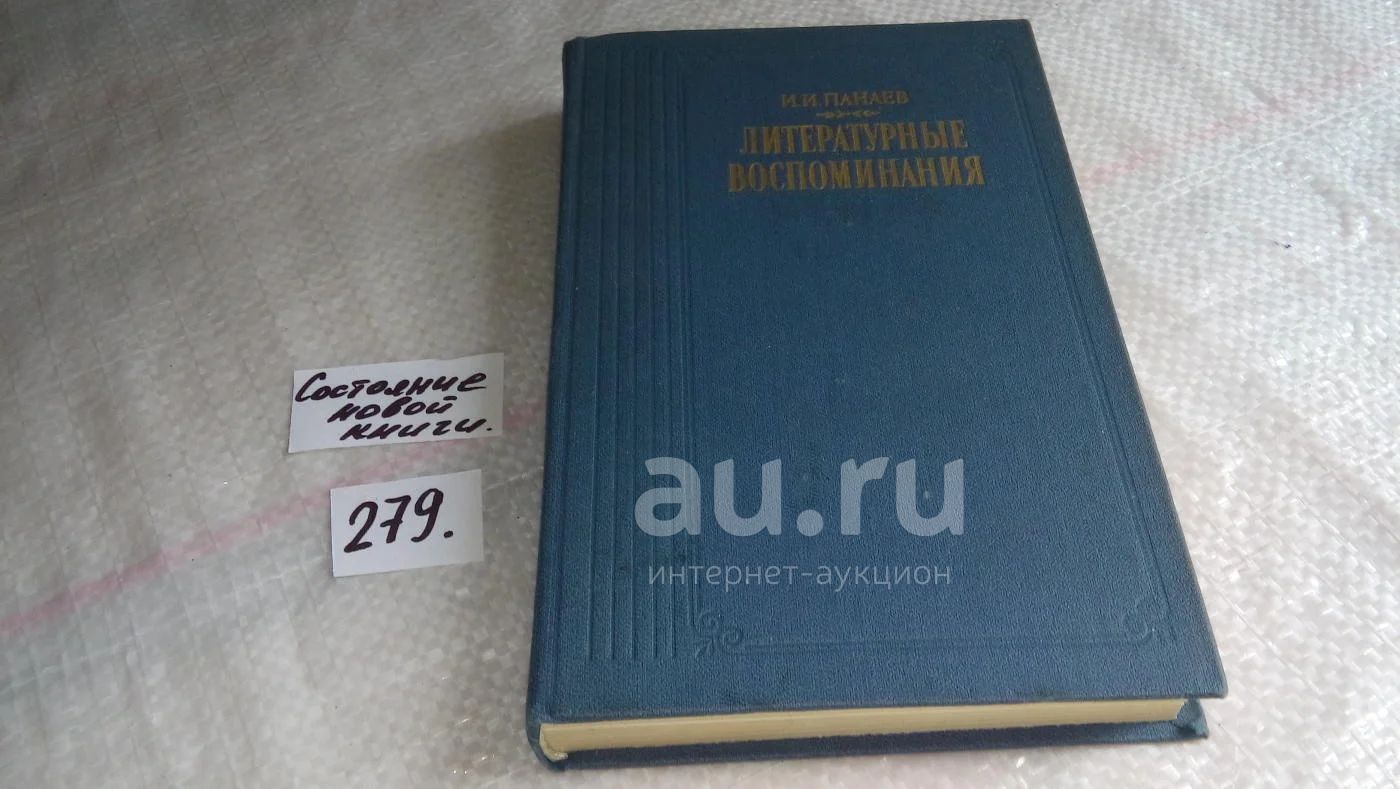 И.И.ПАНАЕВ
ЛИТЕРАТУРНЫЕ
ВОСПОМИНАНИЯ
Состояние
новой
книги.
279.
au.ru
интернет-аукцион